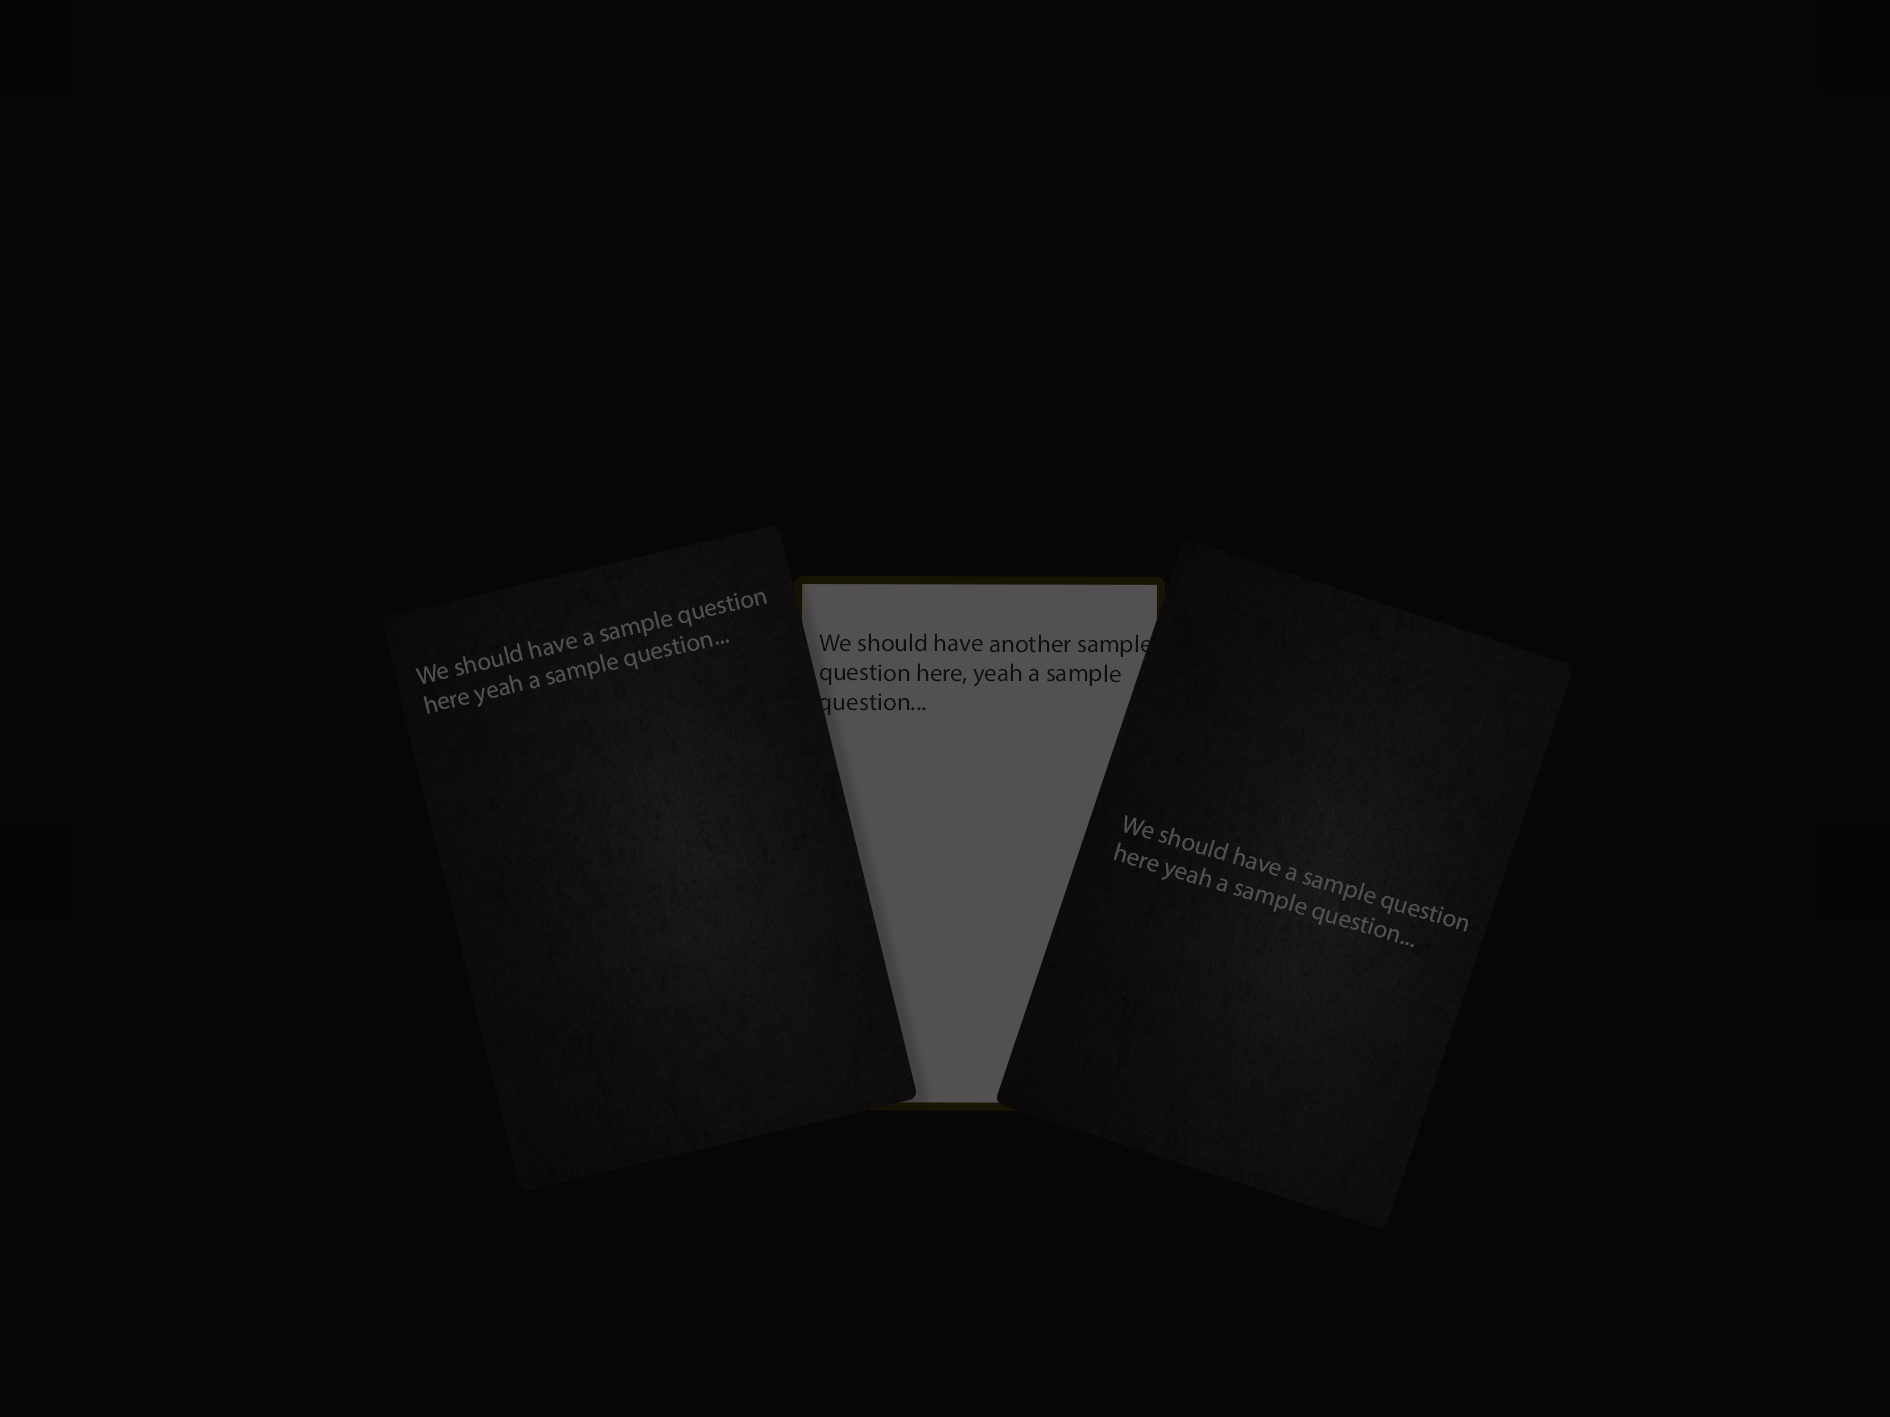 We should have a sample question
here yeah a sample question...
We should have another sample
question here, yeah a sample
question...
We should have a sample question
here yeah a sample question...